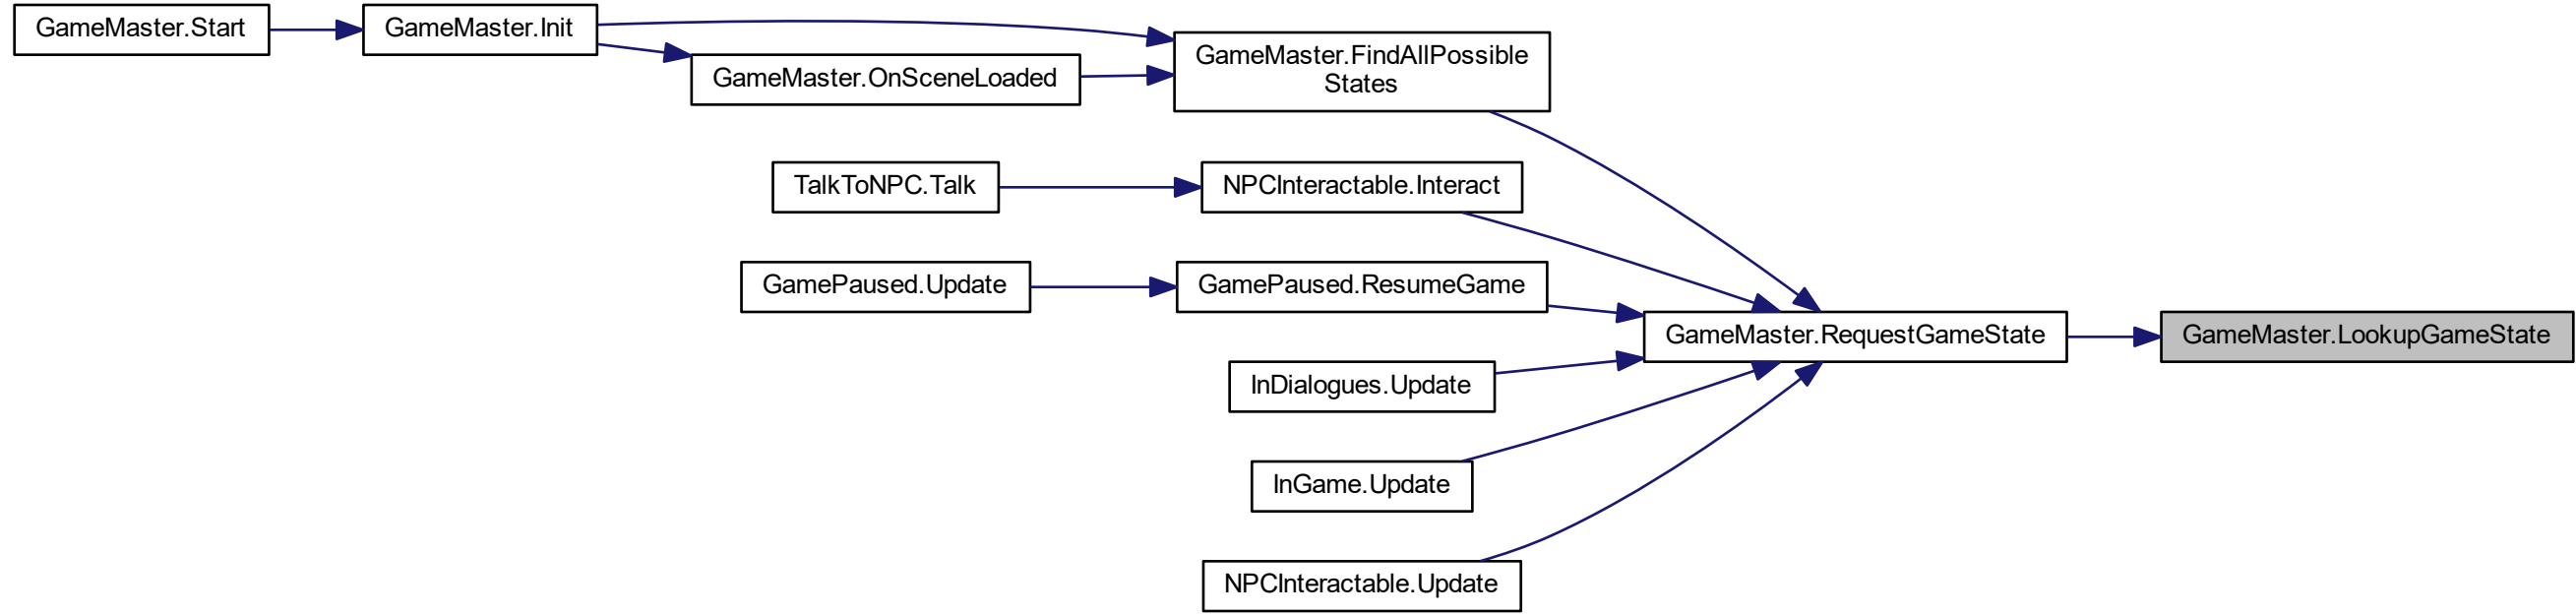 GameMaster.Start
GameMaster.Init
GameMaster.OnSceneLoaded
GameMaster.FindAllPossible
States
TalkToNPC.Talk
NPCInteractable.Interact
GamePaused.Update
GamePaused.ResumeGame
GameMaster.RequestGameState
GameMaster.LookupGameState
InDialogues.Update
InGame.Update
NPCInteractable.Update